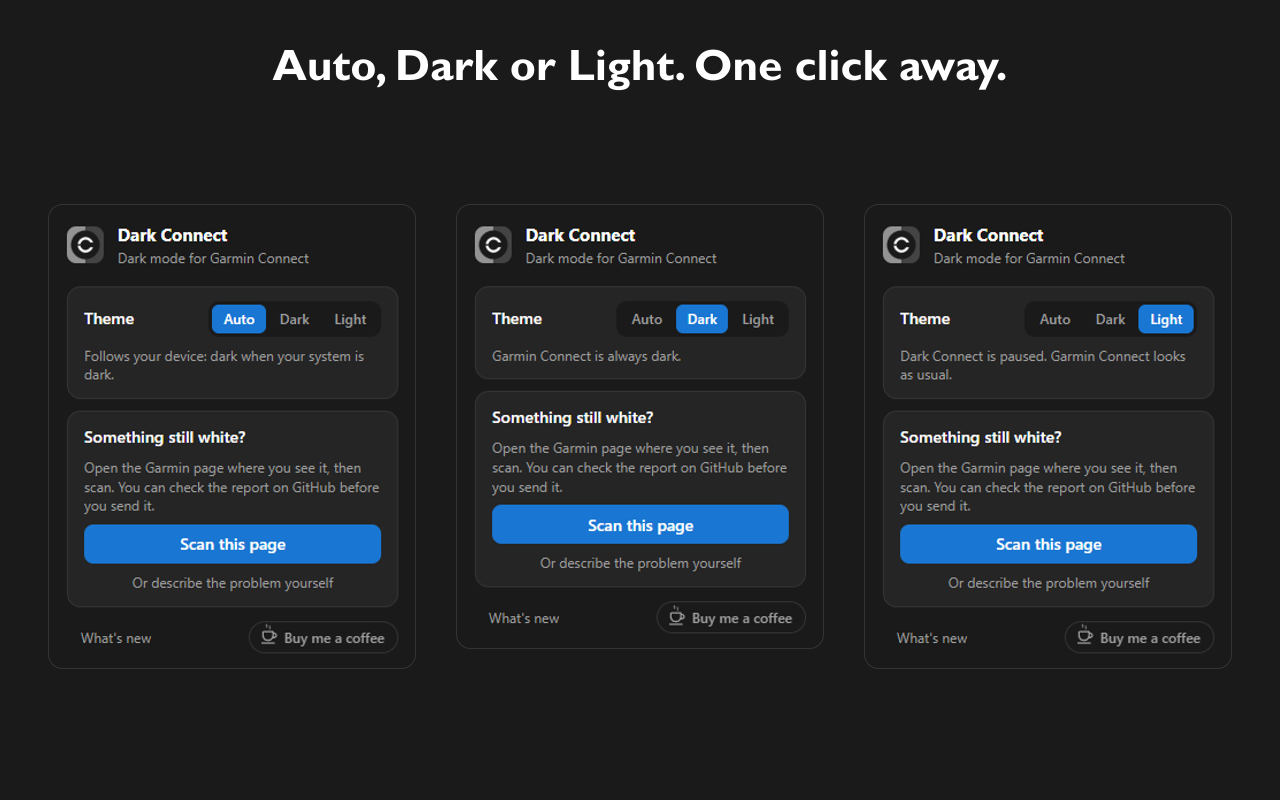 Auto, Dark or Light. One click away.
Dark Connect
Dark mode for Garmin Connect
Theme
Auto
Dark
Light
Follows your device: dark when your system is
dark.
Something still white?
Open the Garmin page where you see it, then
scan. You can check the report on GitHub before
you send it.
Scan this page
Or describe the problem yourself
What's new
Buy me a coffee
Dark Connect
Dark mode for Garmin Connect
Theme
Auto
Dark
Light
Garmin Connect is always dark.
Something still white?
Open the Garmin page where you see it, then
scan. You can check the report on GitHub before
you send it.
Scan this page
Or describe the problem yourself
What's new
Buy me a coffee
Dark Connect
Dark mode for Garmin Connect
Theme
Auto
Dark
Light
Dark Connect is paused. Garmin Connect looks
as usual.
Something still white?
Open the Garmin page where you see it, then
scan. You can check the report on GitHub before
you send it.
Scan this page
Or describe the problem yourself
What's new
Buy me a coffee